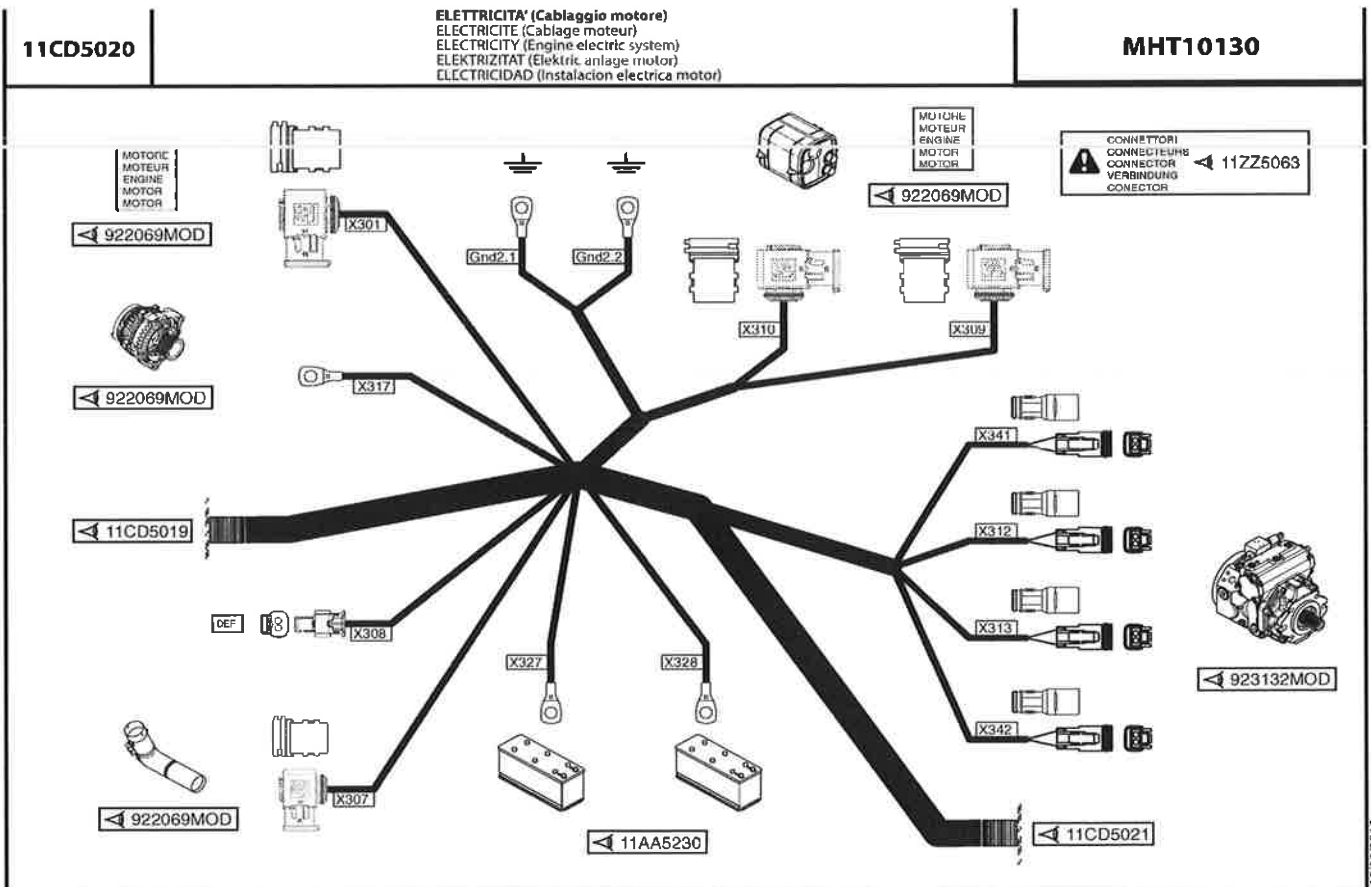 11CD5020
ELETTRICITA' (Cablaggio motore)
ELECTRICITE (Cablage moteur)
ELECTRICITY (Engine electric system)
ELEKTRIZITAT (Elektric anlage motor)
ELECTRICIDAD (Instalacion electrica motor)
MHT10130
MOTORE
MOTEUR
ENGINE
MOTOR
MOTOR
922069MOD
X301
Gnd2.1
Gnd2.2
MOTORE
MOTEUR
ENGINE
MOTOR
MOTOR
922069MOD
CONNETTORI
CONNECTEURS
CONNECTOR
VERBINDUNG
CONECTOR
11ZZ5063
X310
X309
922069MOD
X317
X341
11CD5019
X312
DEF
X308
X313
X327
X328
923132MOD
X342
X307
922069MOD
11AA5230
11CD5021